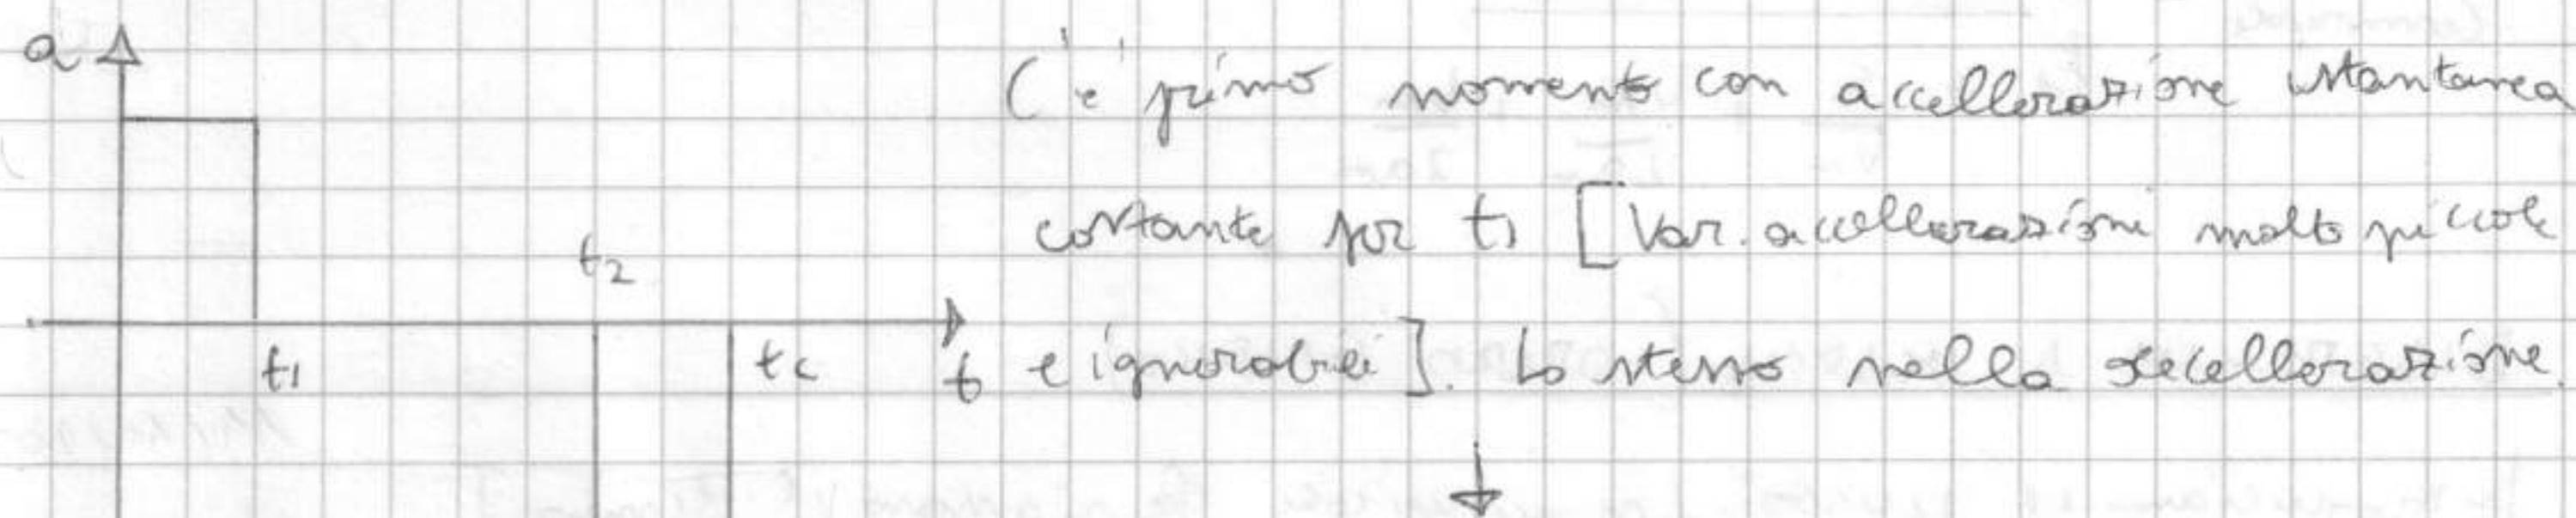 a
C'e' primo momento con accellerazione istantanea
costante per t1 [Var. accellerazioni molto piccole
t2
e ignorabili]. Lo stesso nella decellerazione.
t1
tc
t